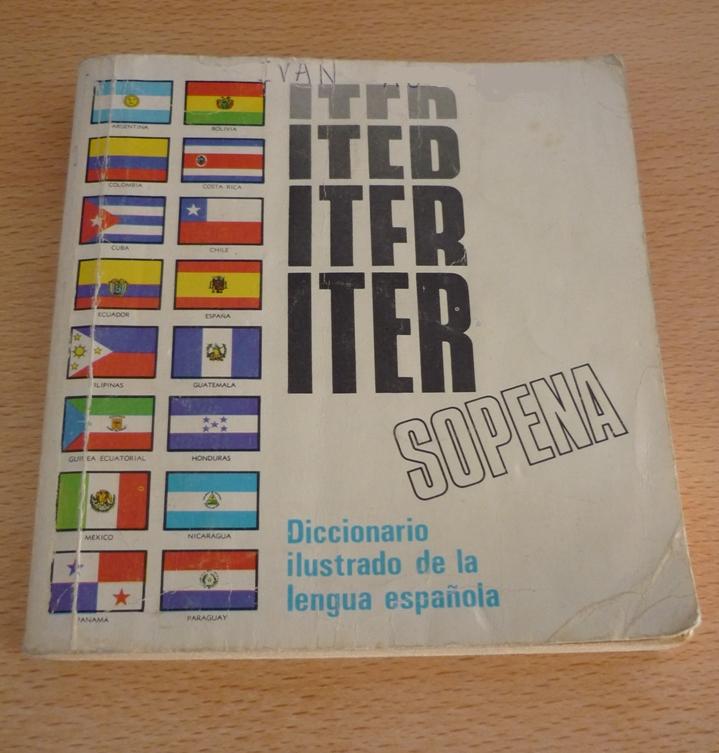 IVAN
ARGENTINA BOLIVIA
COLOMBIA COSTA RICA
CUBA CHILE
ECUADOR ESPAÑA
FILIPINAS GUATEMALA
GUINEA ECUATORIAL HONDURAS
MEXICO NICARAGUA
PANAMA PARAGUAY
ITER
ITER
ITER
ITER
SOPENA
Diccionario
ilustrado de la
lengua española